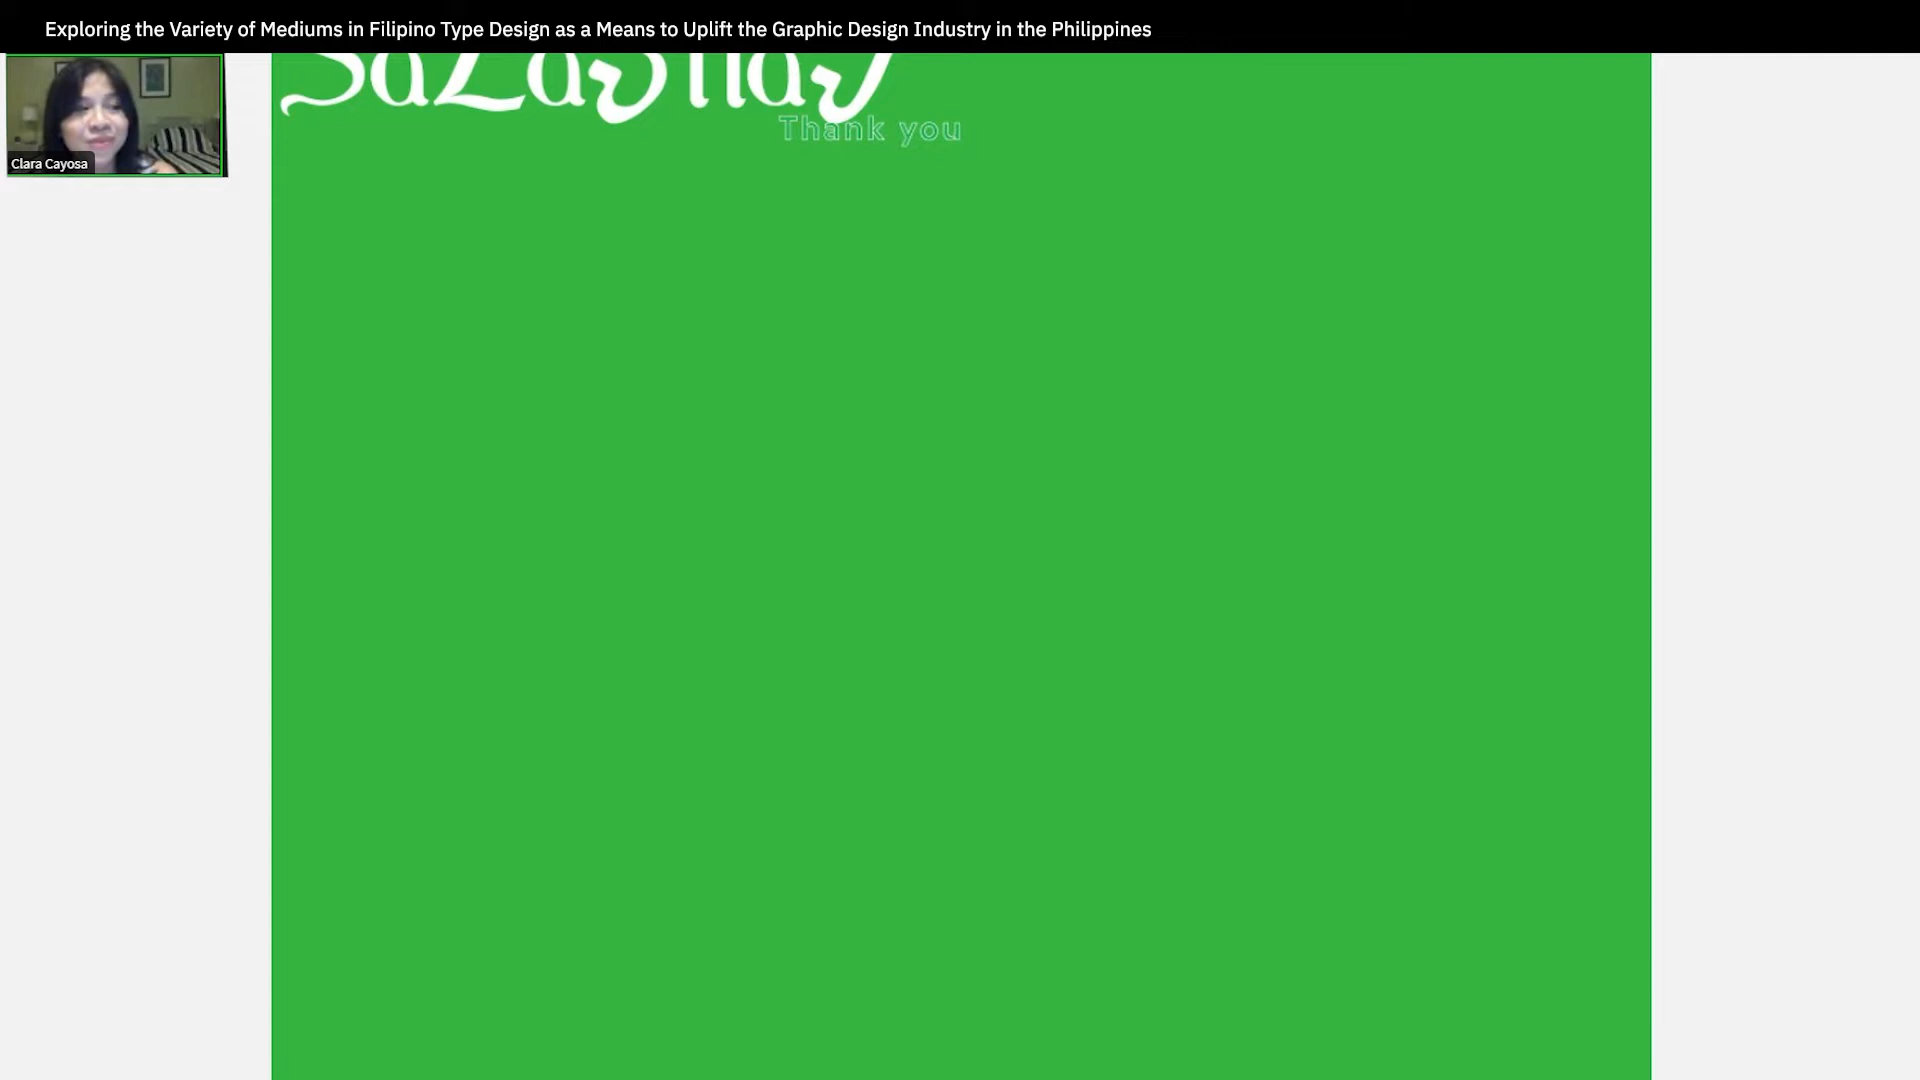 Exploring the Variety of Mediums in Filipino Type Design as a Means to Uplift the Graphic Design Industry in the Philippines
Thank you
Clara Cayosa